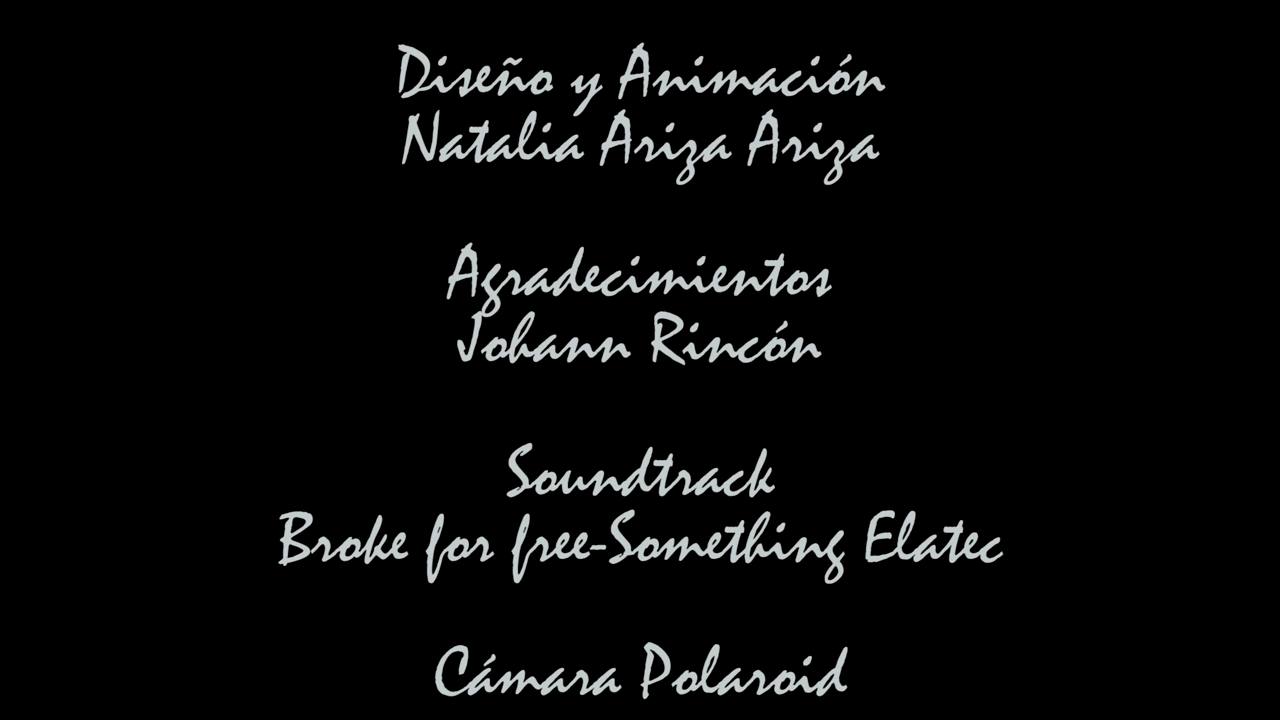 Diseño y Animación
Natalia Ariza Ariza
Agradecimientos
Johann Rincón
Soundtrack
Broke for free-Something Elatec
Cámara Polaroid